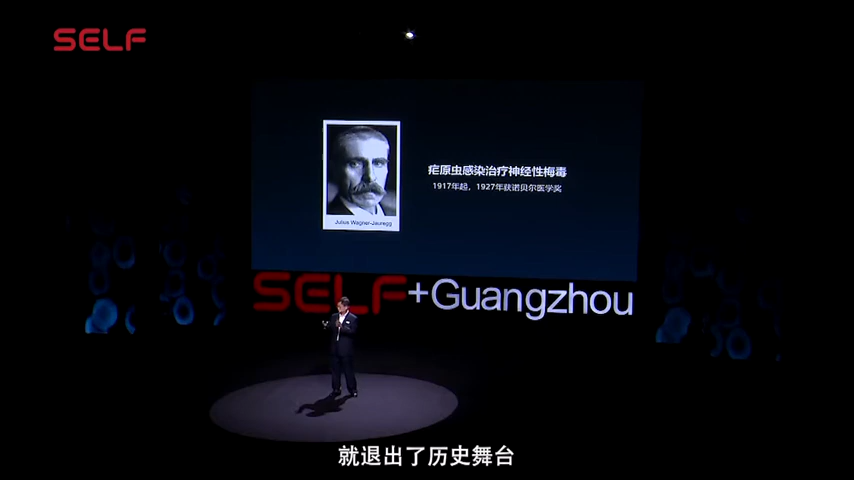 SELF
疟原虫感染治疗神经性梅毒
1917年起，1927年获诺贝尔医学奖
Julius Wagner-Jauregg
SELF+Guangzhou
就退出了历史舞台